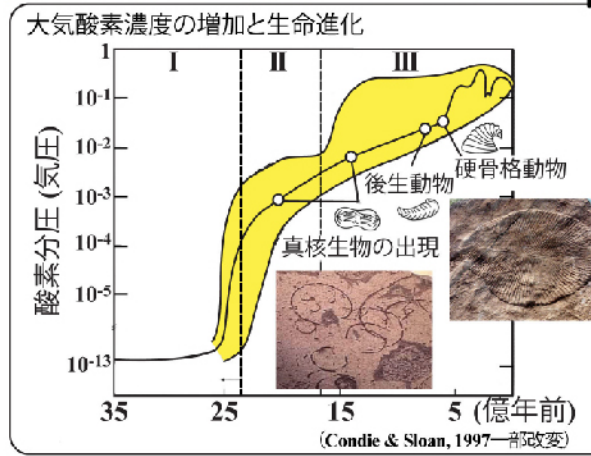 大気酸素濃度の増加と生命進化
I II III
1
10-1
10-2
10-3
10-4
10-5
10-13
酸素分圧 (気圧)
硬骨格動物
後生動物
真核生物の出現
35 25 15 5 (億年前)
(Condie & Sloan, 1997一部改変)